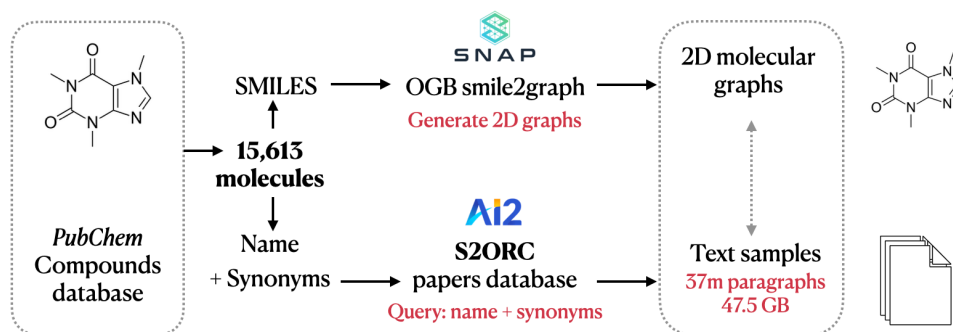 O
N
N
O
N
N
PubChem
Compounds
database
SMILES
15,613
molecules
Name
+ Synonyms
SNAP
OGB smile2graph
Generate 2D graphs
Ai2
S2ORC
papers database
Query: name + synonyms
2D molecular
graphs
Text samples
37m paragraphs
47.5 GB
O
N
N
O
N
N